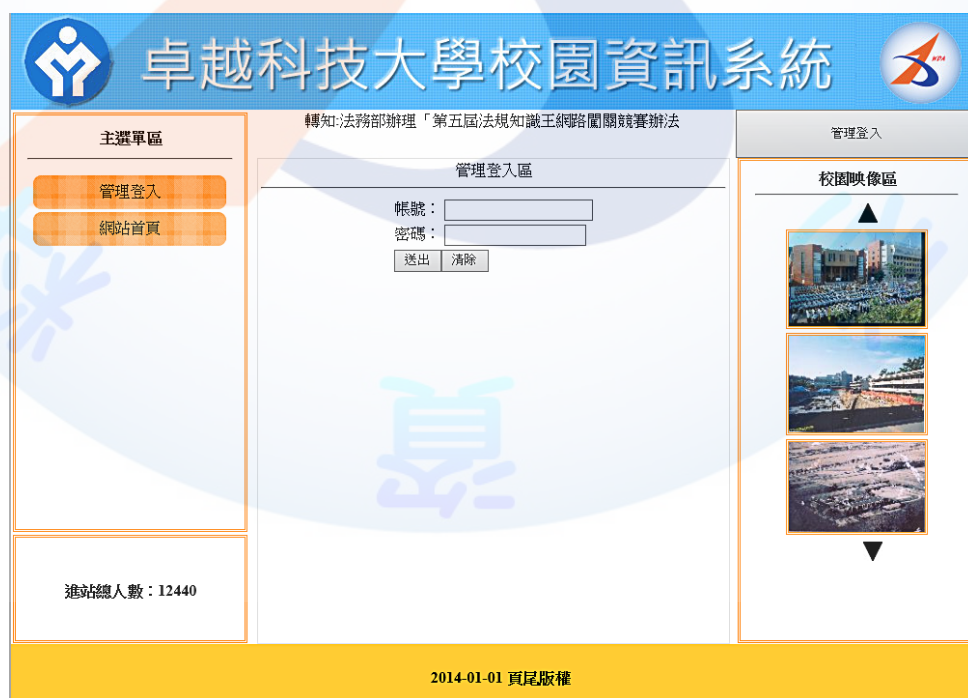 卓越科技大學校園資訊系統
轉知:法務部辦理「第五屆法規知識王網路闖關競賽辦法
主選單區
管理登入
網站首頁
進站總人數：12440
管理登入區
帳號：
密碼：
送出 清除
管理登入
校園映像區
▲
▼
2014-01-01 頁尾版權